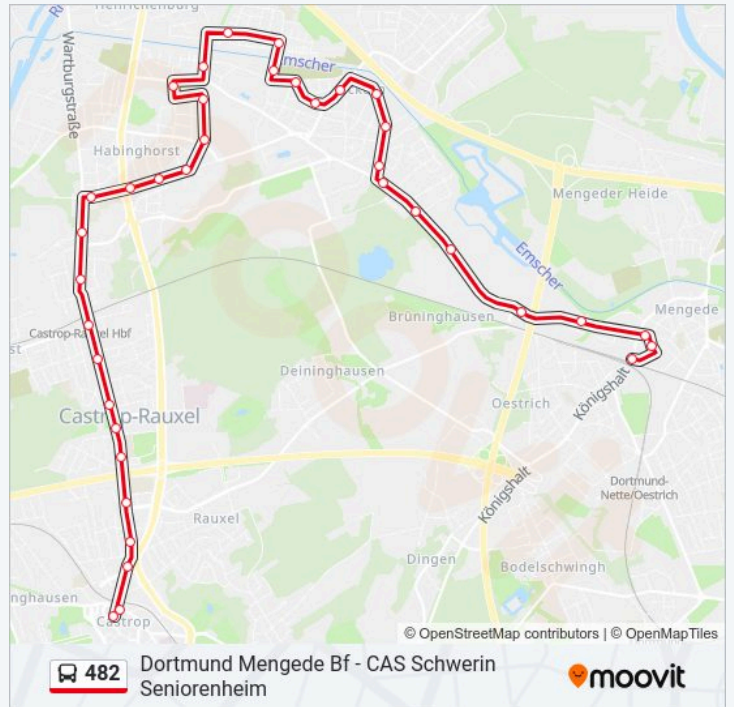 Henrichenburg
Wartburgstraße
Emscher
Habinghorst
Mengeder Heide
Emscher
Mengede
Brüninghausen
Castrop-Rauxel Hbf
Deininghausen
Königshalt
Oestrich
Castrop-Rauxel
Dortmund-
Nette/Oestrich
Königshalt
Rauxel
Dingen
Bodelschwingh
nghausen
Castrop
© OpenStreetMap contributors | © OpenMapTiles
482
Dortmund Mengede Bf - CAS Schwerin
Seniorenheim
moovit